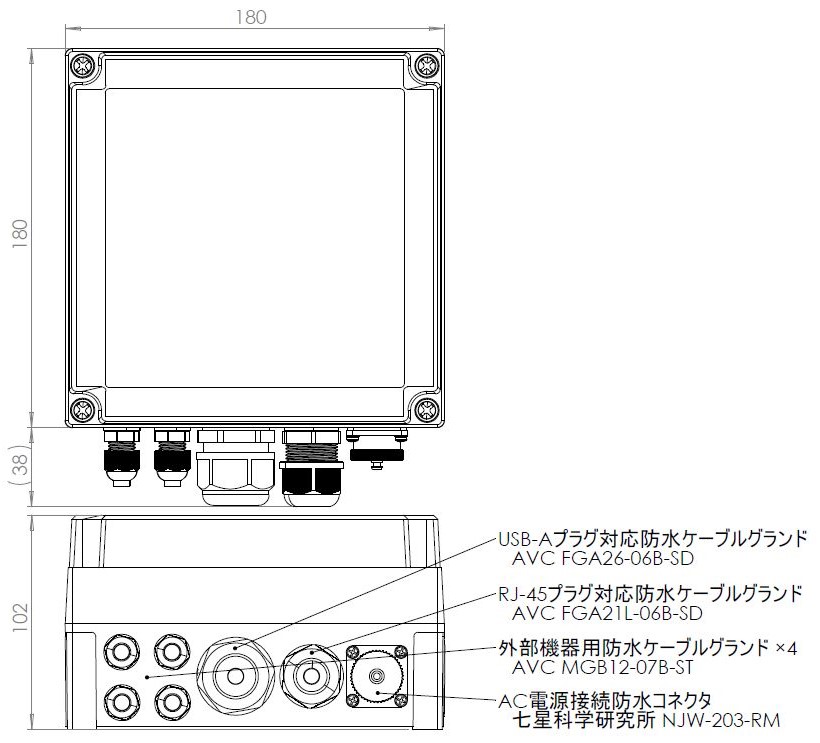 180
180
(38)
102
USB-Aプラグ対応防水ケーブルグランド
AVC FGA26-06B-SD
RJ-45プラグ対応防水ケーブルグランド
AVC FGA21L-06B-SD
外部機器用防水ケーブルグランド ×4
AVC MGB12-07B-ST
AC電源接続防水コネクタ
七星科学研究所 NJW-203-RM